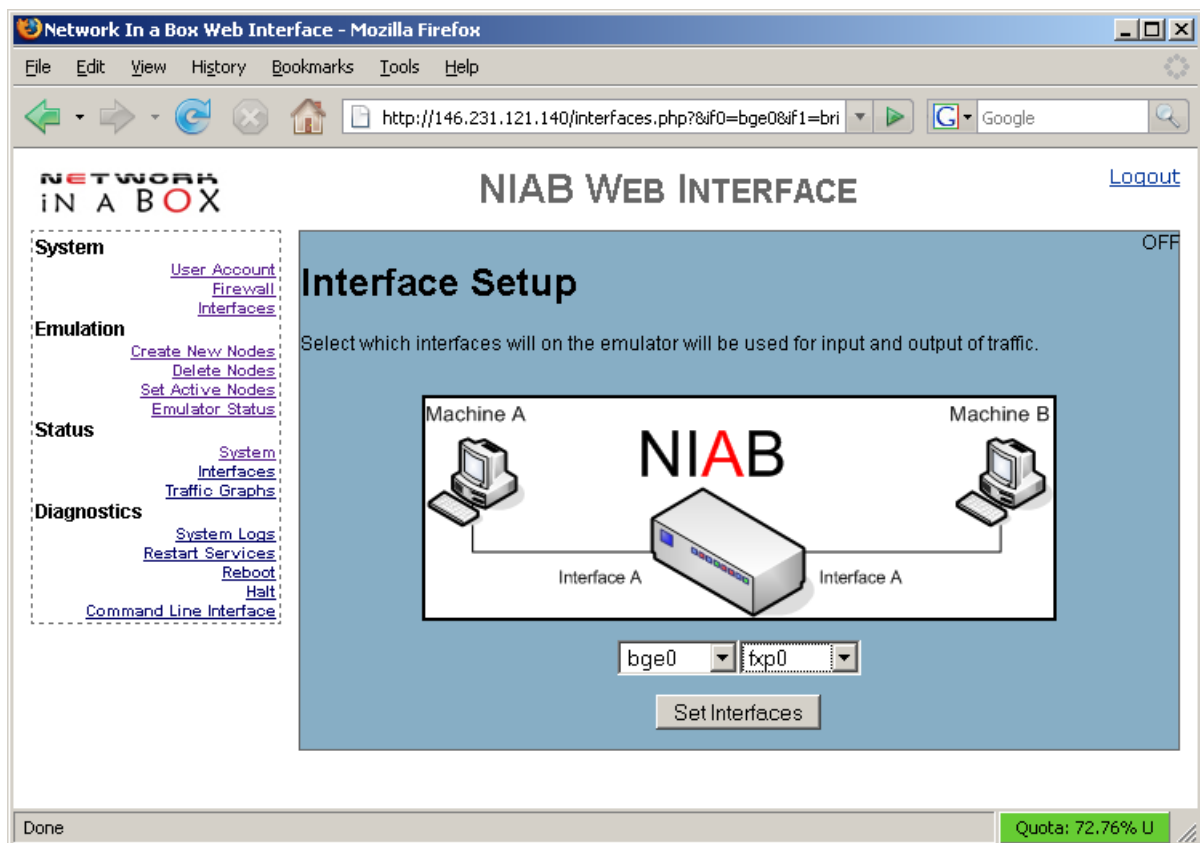 Network In a Box Web Interface - Mozilla Firefox
File Edit View History Bookmarks Tools Help
http://146.231.121.140/interfaces.php?&if0=bge0&if1=bri
G Google
NETWORK
iN A BOX
NIAB WEB INTERFACE
Logout
System
User Account
Firewall
Interfaces
Emulation
Create New Nodes
Delete Nodes
Set Active Nodes
Emulator Status
Status
System
Interfaces
Traffic Graphs
Diagnostics
System Logs
Restart Services
Reboot
Halt
Command Line Interface
OFF
Interface Setup
Select which interfaces will on the emulator will be used for input and output of traffic.
Machine A
NIAB
Machine B
Interface A
Interface A
bge0
fxp0
Set Interfaces
Done
Quota: 72.76% U